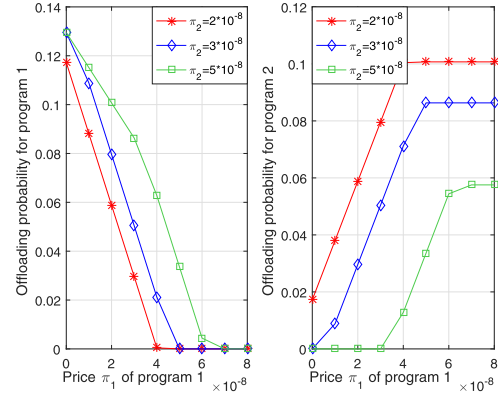 0.14
0.12
0.1
0.08
0.06
0.04
0.02
0
0 2 4 6 8
Offloading probability for program 1
Price π₁ of program 1
×10⁻⁸
π₂=2*10⁻⁸
π₂=3*10⁻⁸
π₂=5*10⁻⁸
0.12
0.1
0.08
0.06
0.04
0.02
0
0 2 4 6 8
Offloading probability for program 2
Price π₁ of program 1
×10⁻⁸
π₂=2*10⁻⁸
π₂=3*10⁻⁸
π₂=5*10⁻⁸